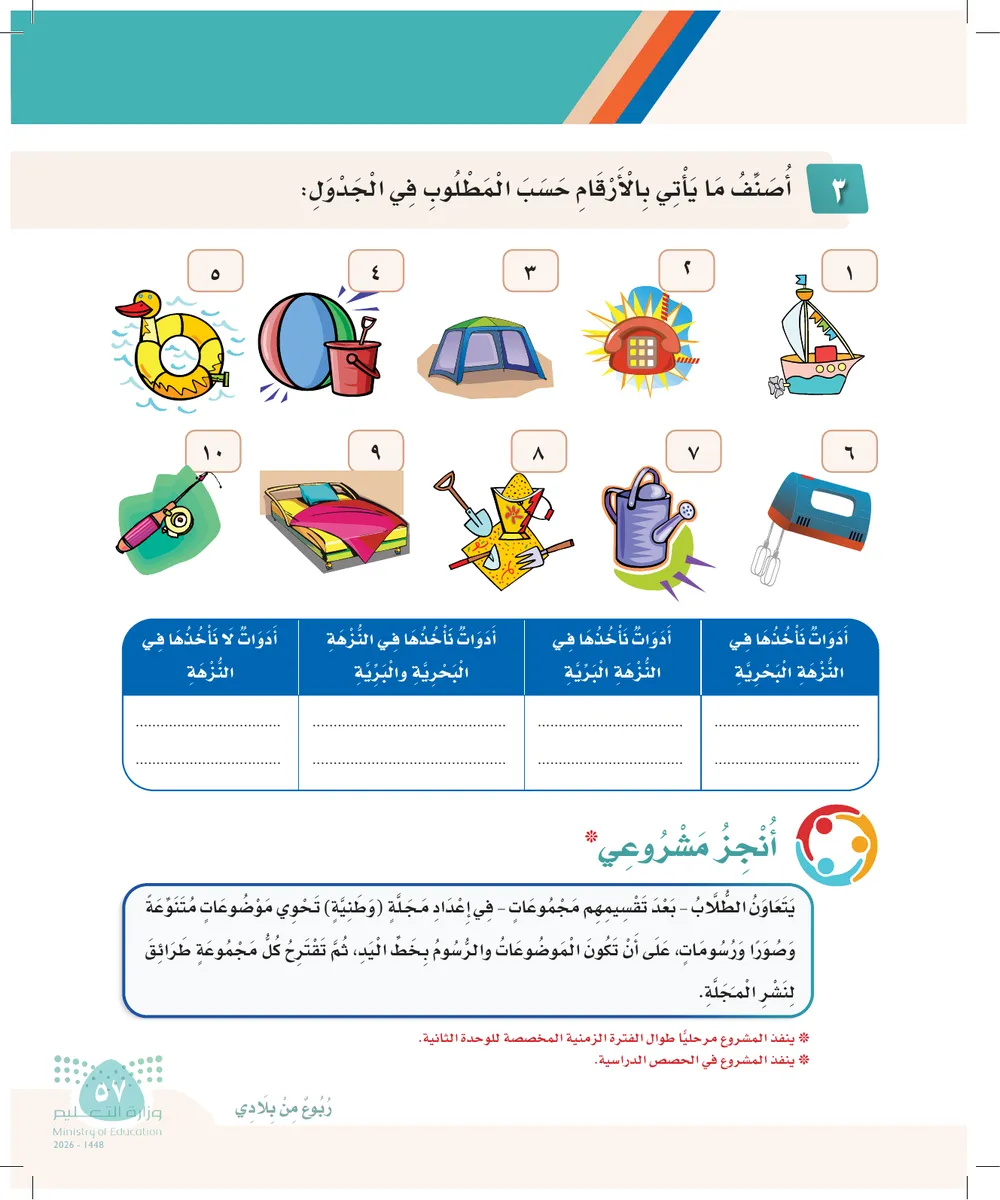 ٣
أُصَنِّفُ مَا يَأْتِي بِالْأَرْقَامِ حَسَبَ الْمَطْلُوبِ فِي الْجَدْوَلِ:
١
٢
٣
٤
٥
٦
٧
٨
٩
١٠
أَدَوَاتٌ نَأْخُذُهَا فِي
النُّزْهَةِ الْبَحْرِيَّةِ
أَدَوَاتٌ نَأْخُذُهَا فِي
النُّزْهَةِ الْبَرِّيَّةِ
أَدَوَاتٌ نَأْخُذُهَا فِي النُّزْهَةِ
الْبَحْرِيَّةِ والْبَرِّيَّةِ
أَدَوَاتٌ لَا نَأْخُذُهَا فِي
النُّزْهَةِ
أُنْجِزُ مَشْرُوعِي*
يَتَعَاوَنُ الطُّلَّابُ - بَعْدَ تَقْسِيمِهِم مَجْمُوعَاتٍ - فِي إِعْدَادِ مَجَلَّةٍ (وَطَنِيَّةٍ) تَحْوِي مَوْضُوعَاتٍ مُتَنَوِّعَةً
وَصُوَرًا وَرُسُومَاتٍ، عَلَى أَنْ تَكُونَ الْمَوضُوعَاتُ والرُّسُومُ بِخَطِّ الْيَدِ، ثُمَّ تَقْتَرِحُ كُلُّ مَجْمُوعَةٍ طَرَائِقَ
لِنَشْرِ الْمَجَلَّةِ.
* ينفذ المشروع مرحليًّا طوال الفترة الزمنية المخصصة للوحدة الثانية.
* ينفذ المشروع في الحصص الدراسية.
رُبُوعٌ مِنْ بِلَادِي
٥٧
وزارة التعليم
Ministry of Education
2026 - 1448